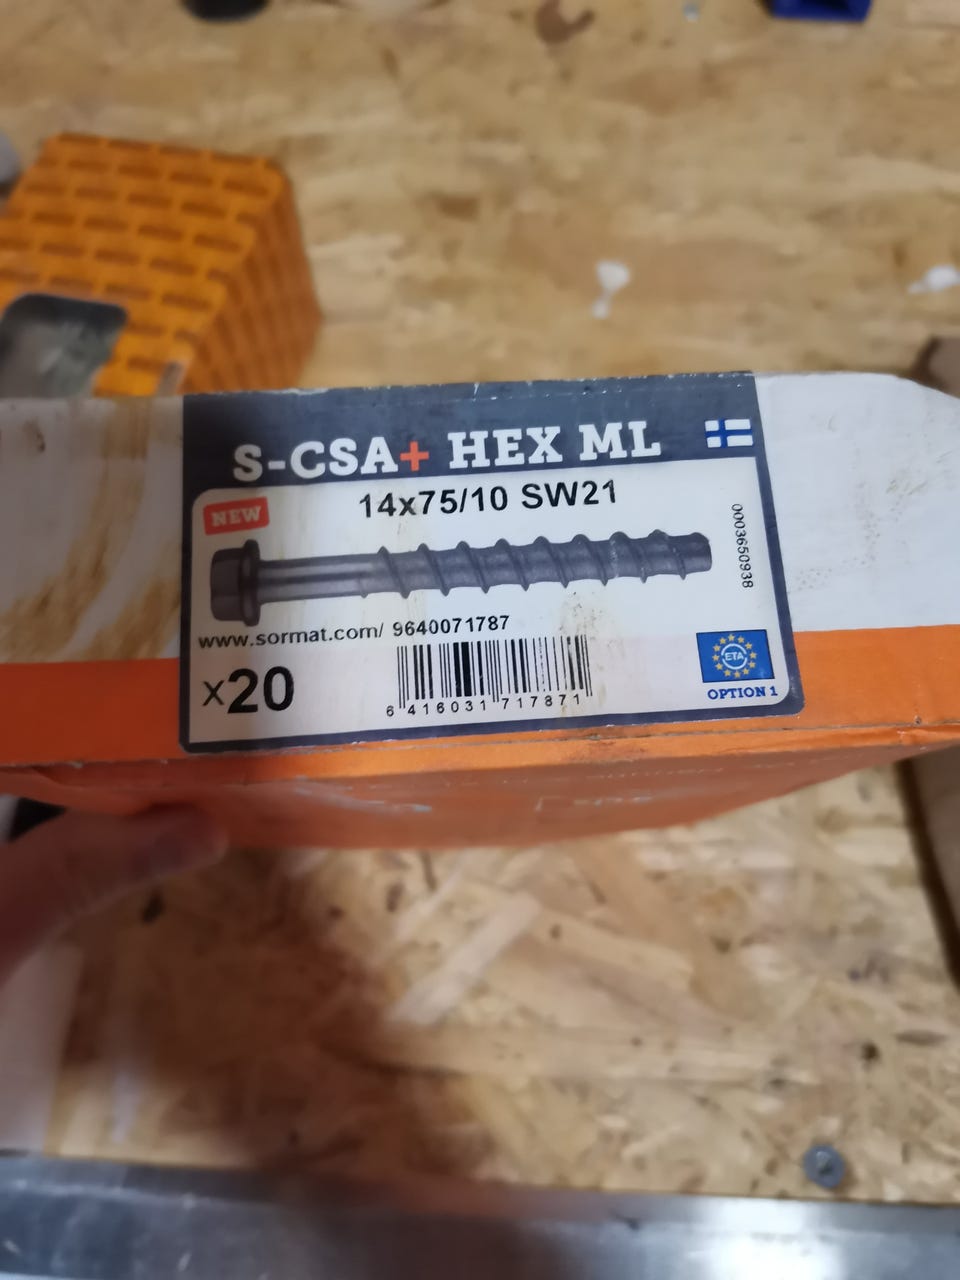 S-CSA+ HEX ML
NEW
14x75/10 SW21
0003650938
www.sormat.com/ 9640071787
x20
6 416031 717871
ETA
OPTION 1